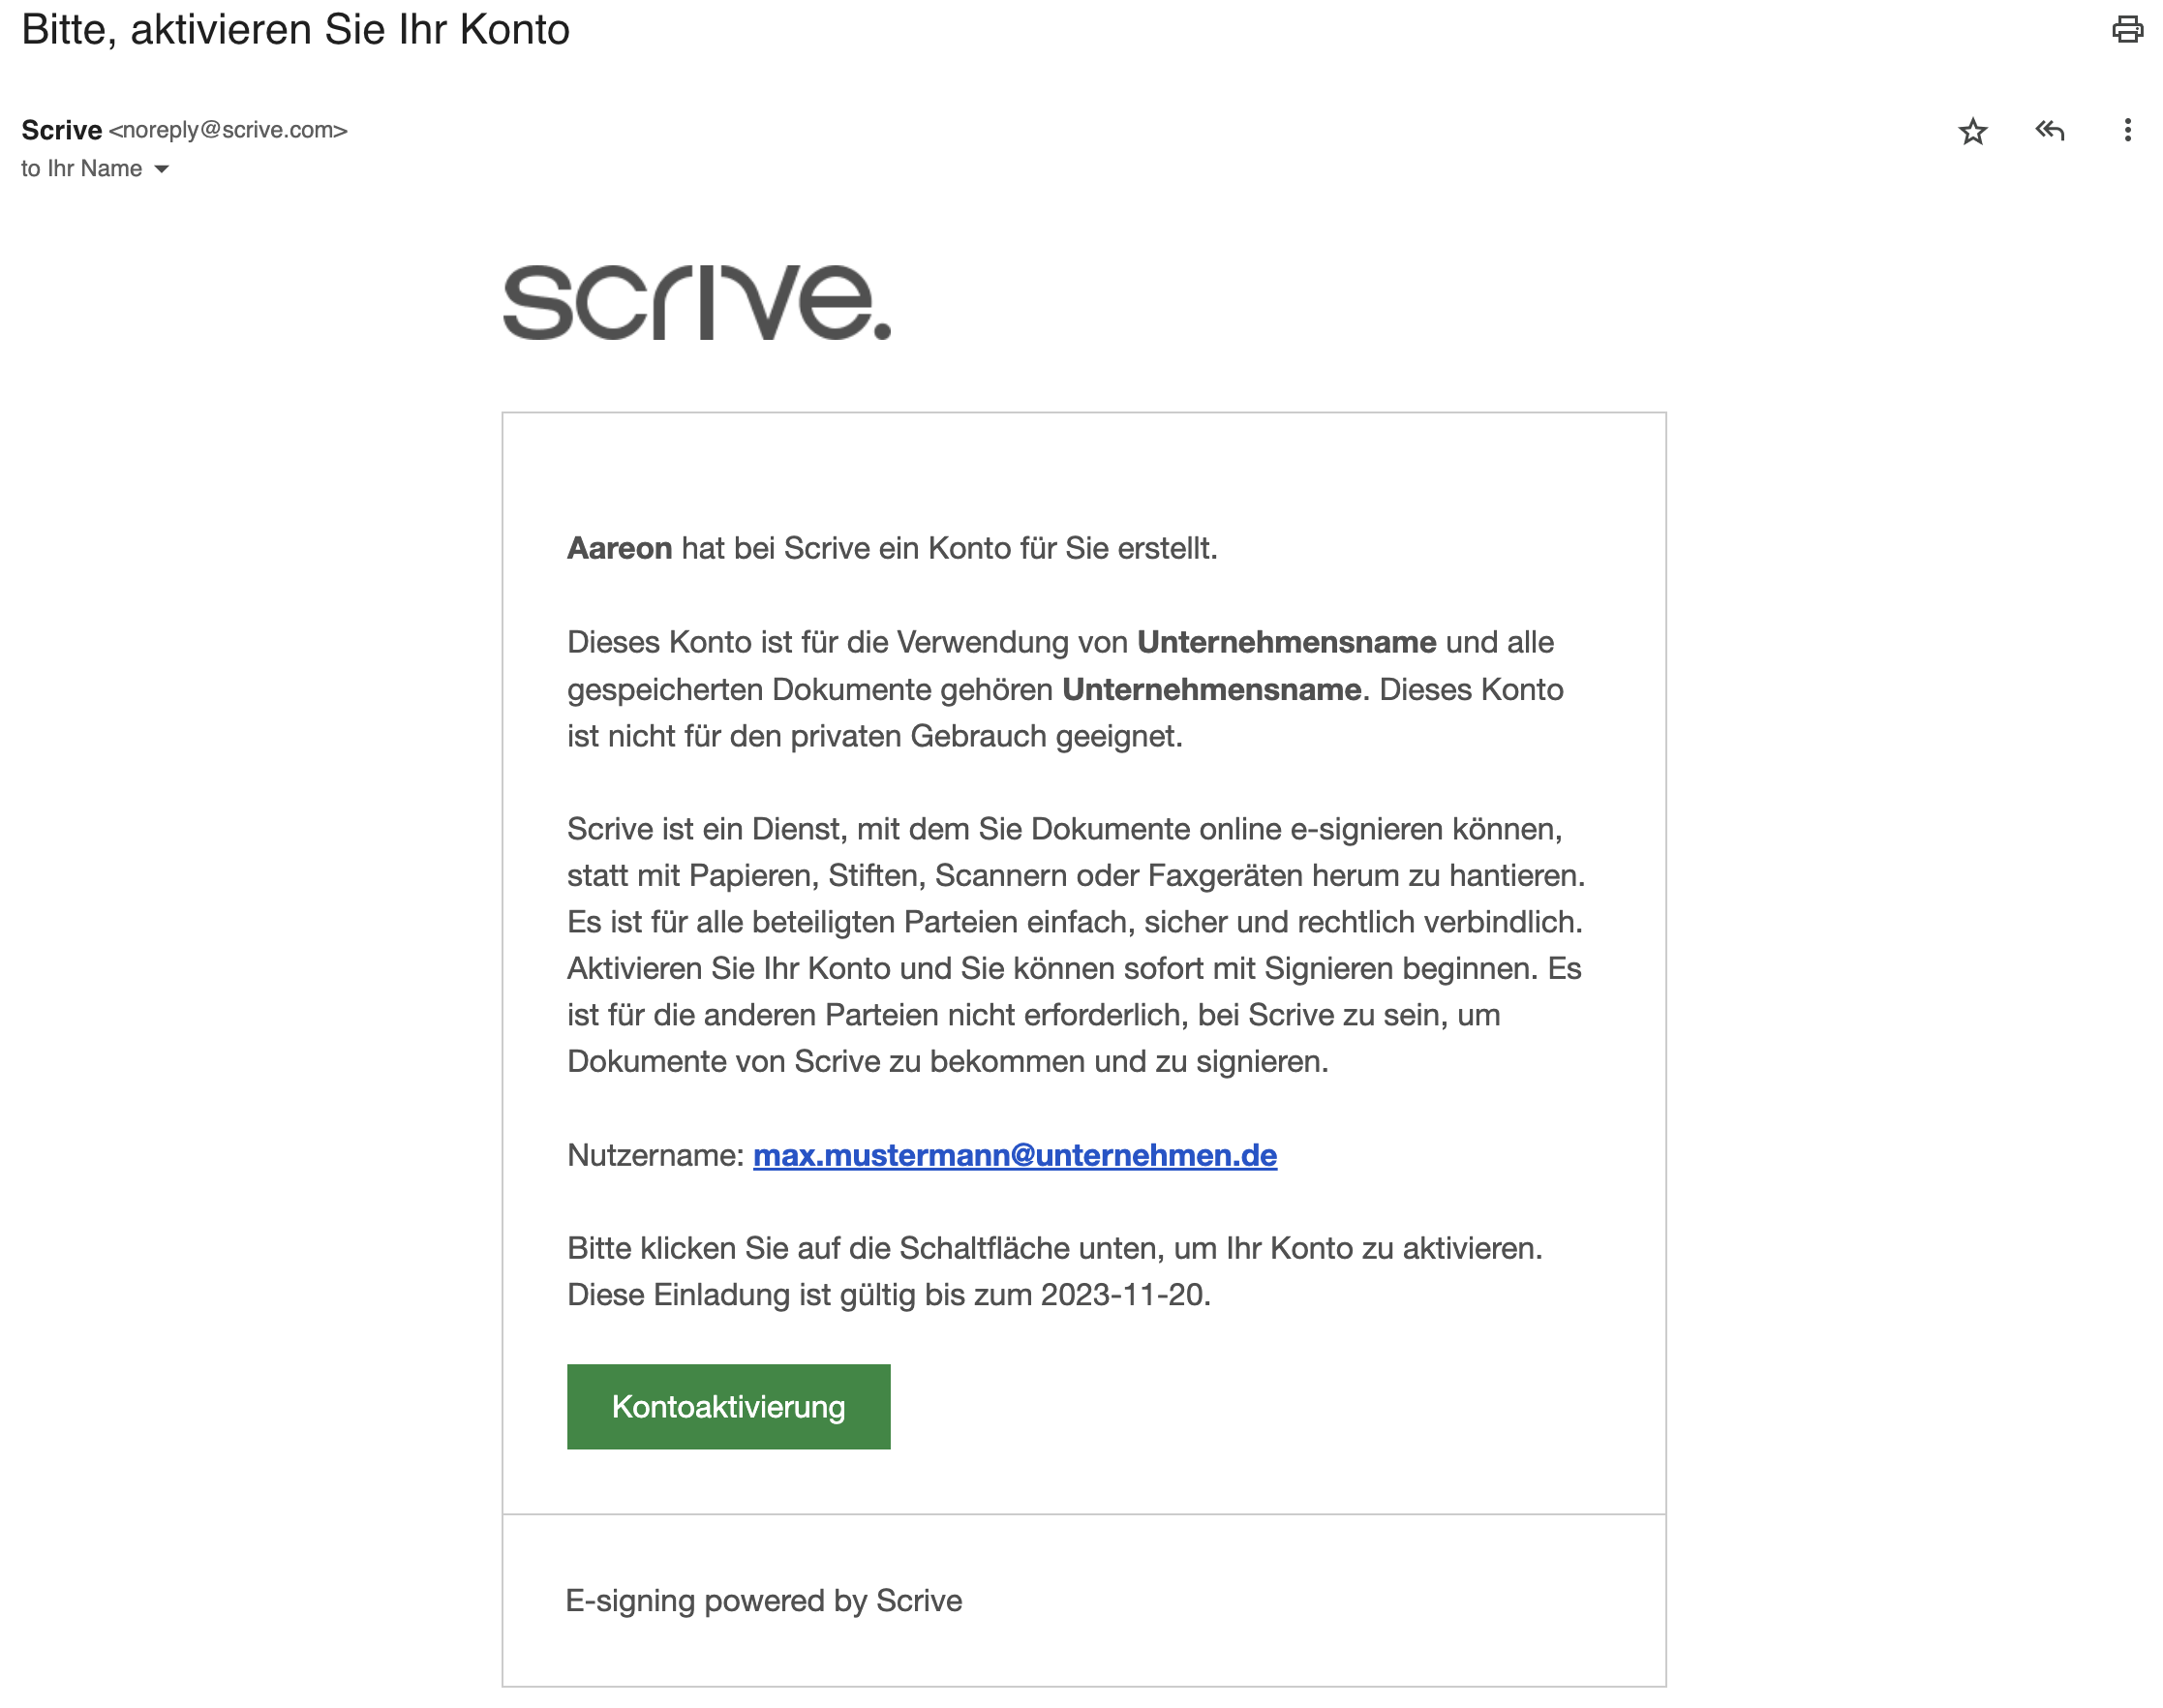 Bitte, aktivieren Sie Ihr Konto
Scrive <noreply@scrive.com>
to Ihr Name
scrive.
Aareon hat bei Scrive ein Konto für Sie erstellt.
Dieses Konto ist für die Verwendung von Unternehmensname und alle
gespeicherten Dokumente gehören Unternehmensname. Dieses Konto
ist nicht für den privaten Gebrauch geeignet.
Scrive ist ein Dienst, mit dem Sie Dokumente online e-signieren können,
statt mit Papieren, Stiften, Scannern oder Faxgeräten herum zu hantieren.
Es ist für alle beteiligten Parteien einfach, sicher und rechtlich verbindlich.
Aktivieren Sie Ihr Konto und Sie können sofort mit Signieren beginnen. Es
ist für die anderen Parteien nicht erforderlich, bei Scrive zu sein, um
Dokumente von Scrive zu bekommen und zu signieren.
Nutzername: max.mustermann@unternehmen.de
Bitte klicken Sie auf die Schaltfläche unten, um Ihr Konto zu aktivieren.
Diese Einladung ist gültig bis zum 2023-11-20.
Kontoaktivierung
E-signing powered by Scrive